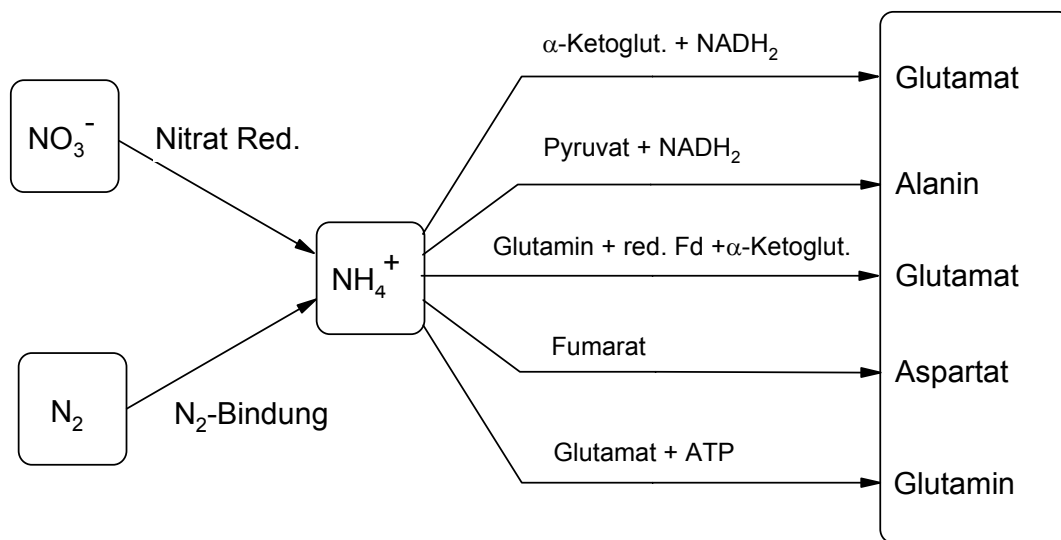 α-Ketoglut. + NADH₂
Glutamat
NO₃⁻
Nitrat Red.
Pyruvat + NADH₂
Alanin
Glutamin + red. Fd +α-Ketoglut.
NH₄⁺
Glutamat
Fumarat
Aspartat
N₂
N₂-Bindung
Glutamat + ATP
Glutamin